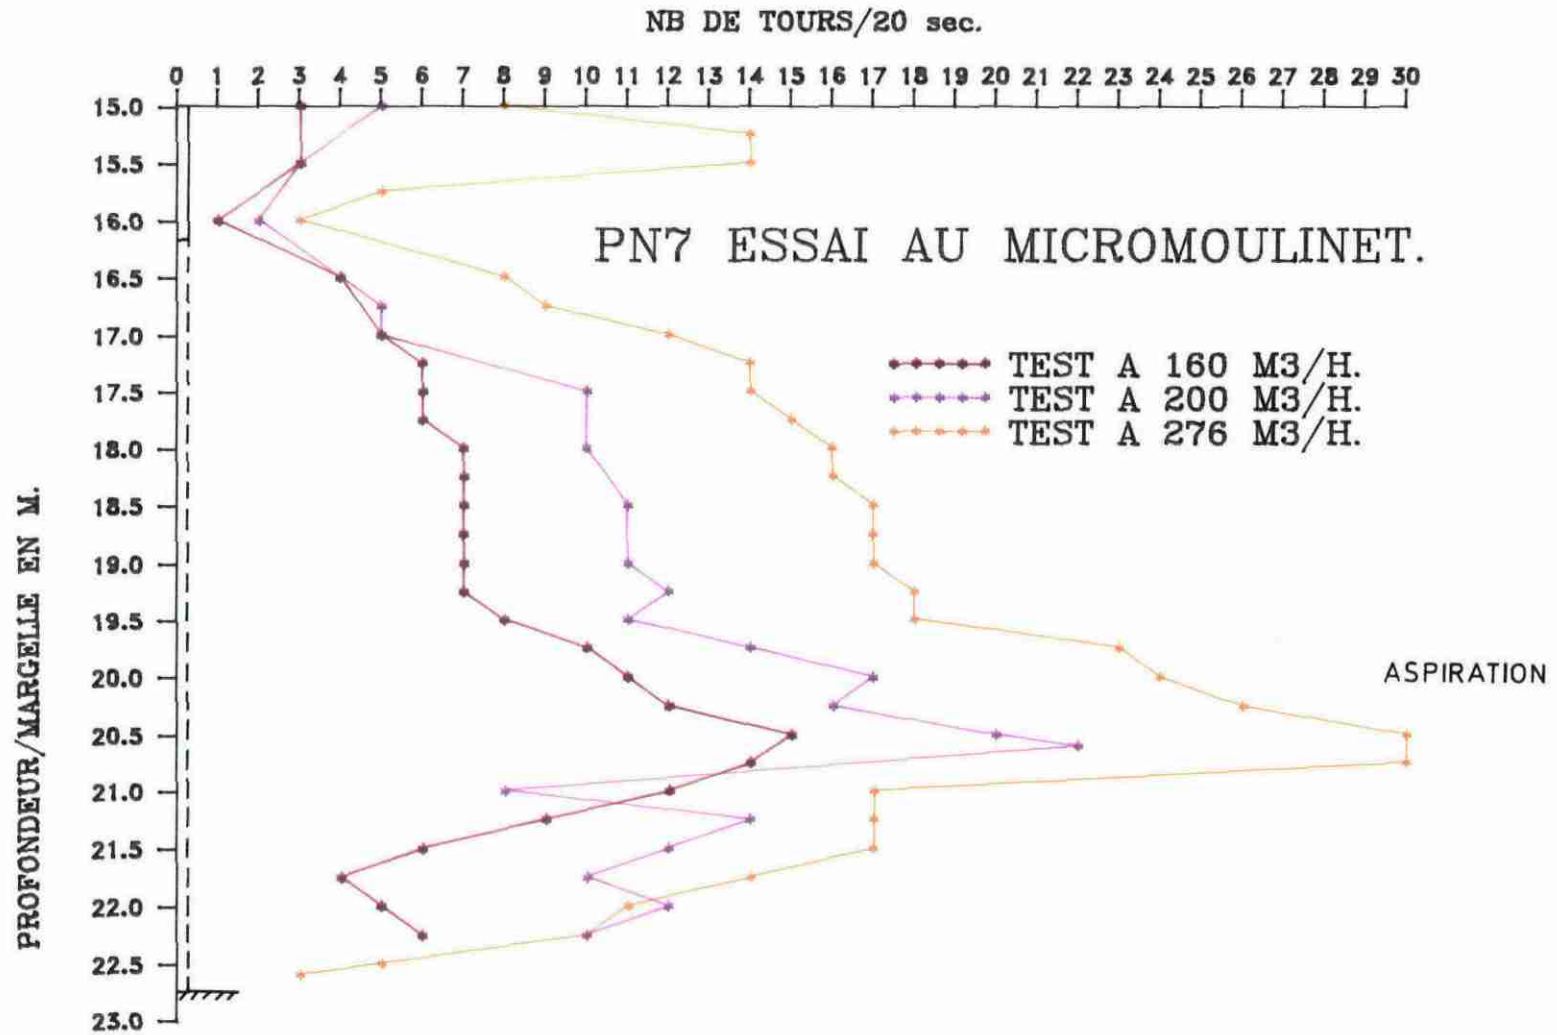 NB DE TOURS/20 sec.
0 1 2 3 4 5 6 7 8 9 10 11 12 13 14 15 16 17 18 19 20 21 22 23 24 25 26 27 28 29 30
15.0
15.5
16.0
PN7 ESSAI AU MICROMOULINET.
16.5
17.0
TEST A 160 M3/H.
17.5
TEST A 200 M3/H.
TEST A 276 M3/H.
18.0
18.5
19.0
19.5
20.0
ASPIRATION
20.5
21.0
21.5
22.0
22.5
23.0
PROFONDEUR/MARGELLE EN M.